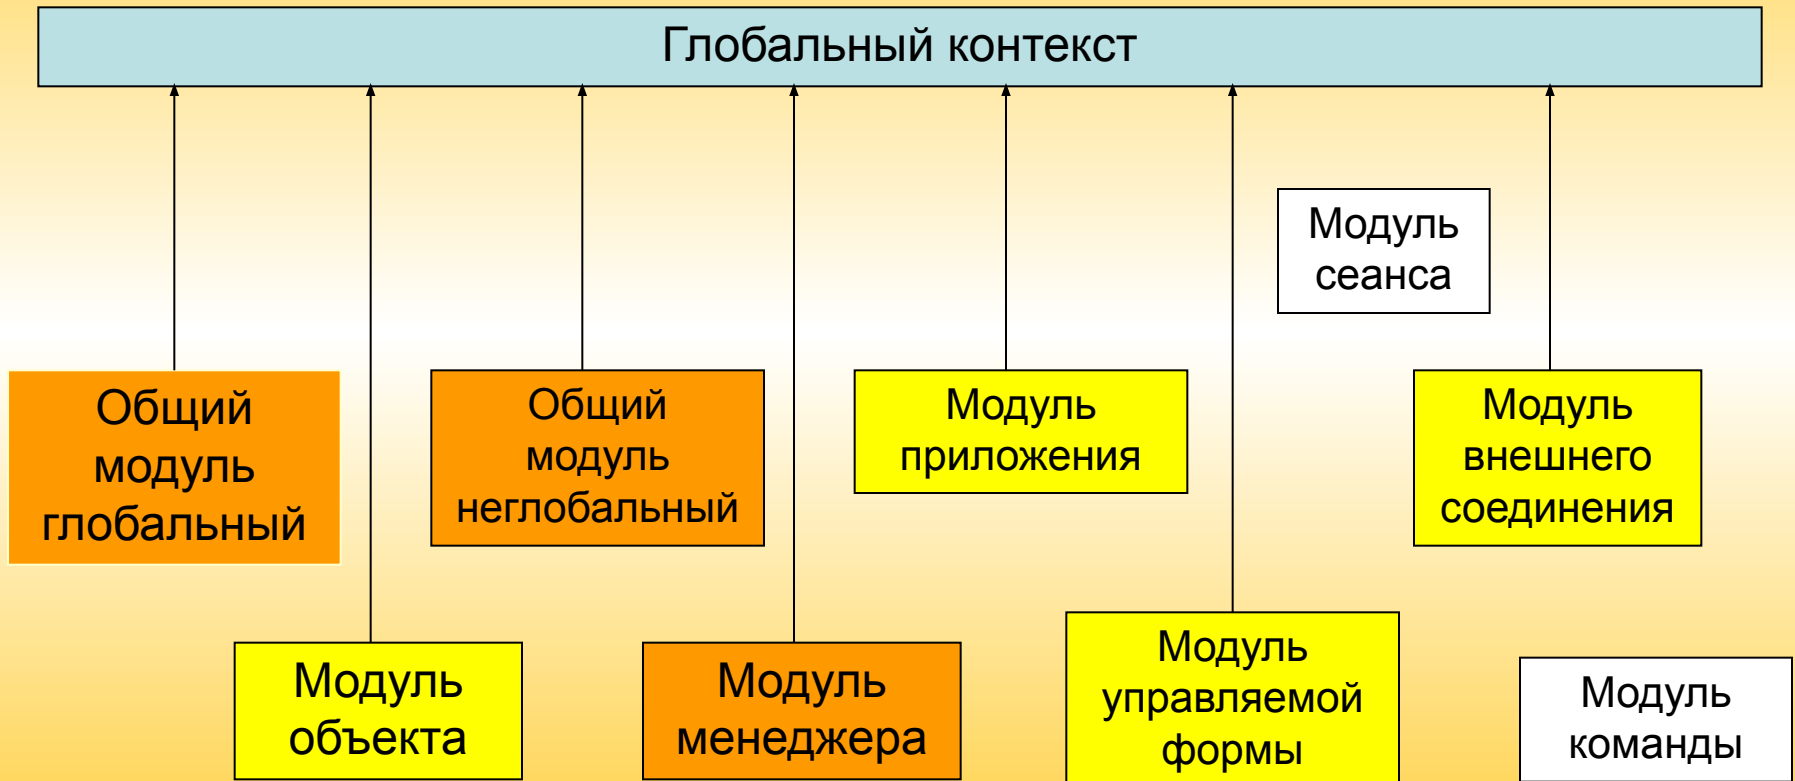 Глобальный контекст
Модуль
сеанса
Общий
модуль
глобальный
Общий
модуль
неглобальный
Модуль
приложения
Модуль
внешнего
соединения
Модуль
объекта
Модуль
менеджера
Модуль
управляемой
формы
Модуль
команды